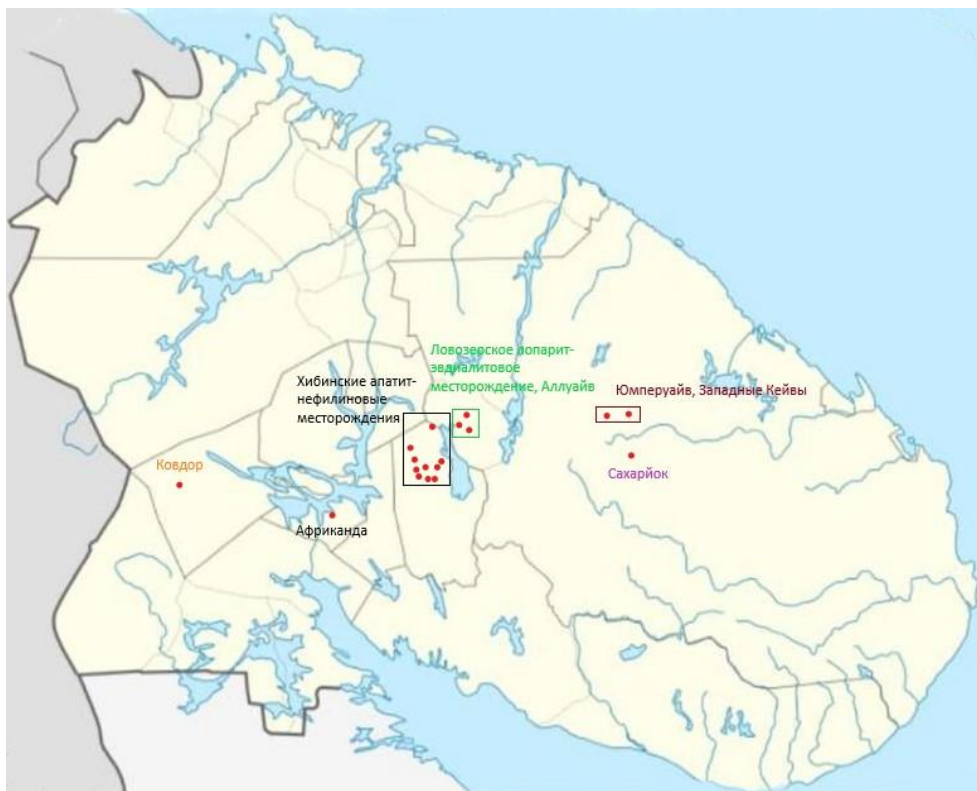 Ловозерское лопарит-
эвдиалитовое
месторождение, Аллуайв
Хибинские апатит-
нефилиновые
месторождения
Юмперуайв, Западные Кейвы
Ковдор
Сахарйок
Африканда